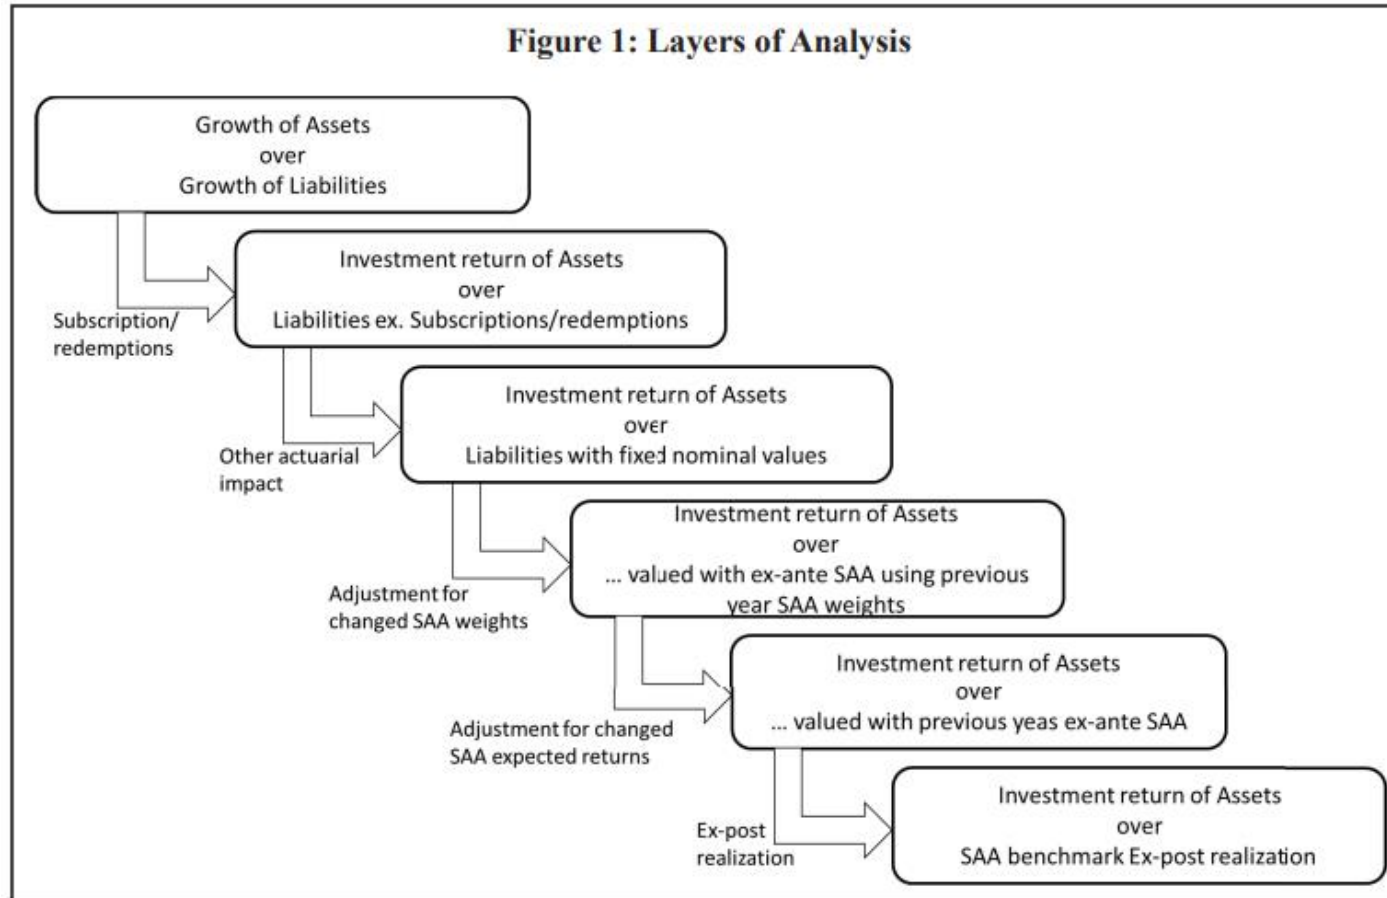 Figure 1: Layers of Analysis
Growth of Assets
over
Growth of Liabilities
Subscription/
redemptions
Investment return of Assets
over
Liabilities ex. Subscriptions/redemptions
Other actuarial
impact
Investment return of Assets
over
Liabilities with fixed nominal values
Adjustment for
changed SAA weights
Investment return of Assets
over
... valued with ex-ante SAA using previous
year SAA weights
Adjustment for changed
SAA expected returns
Investment return of Assets
over
... valued with previous yeas ex-ante SAA
Ex-post
realization
Investment return of Assets
over
SAA benchmark Ex-post realization